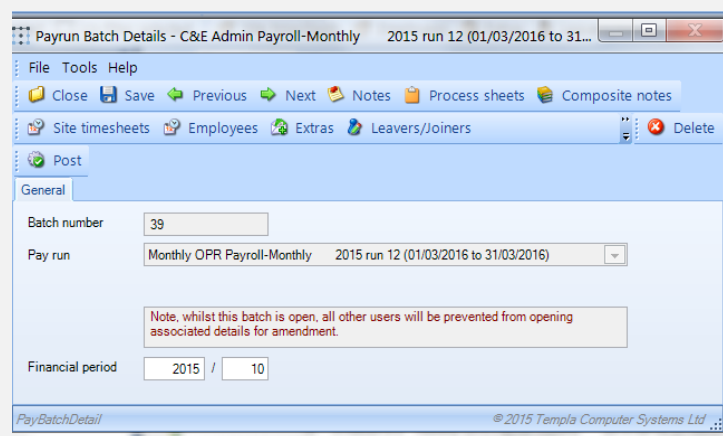 Payrun Batch Details - C&E Admin Payroll-Monthly 2015 run 12 (01/03/2016 to 31...
File Tools Help
Close Save Previous Next Notes Process sheets Composite notes
Site timesheets Employees Extras Leavers/Joiners Delete
Post
General
Batch number 39
Pay run Monthly OPR Payroll-Monthly 2015 run 12 (01/03/2016 to 31/03/2016)
Note, whilst this batch is open, all other users will be prevented from opening
associated details for amendment.
Financial period 2015 / 10
PayBatchDetail © 2015 Templa Computer Systems Ltd